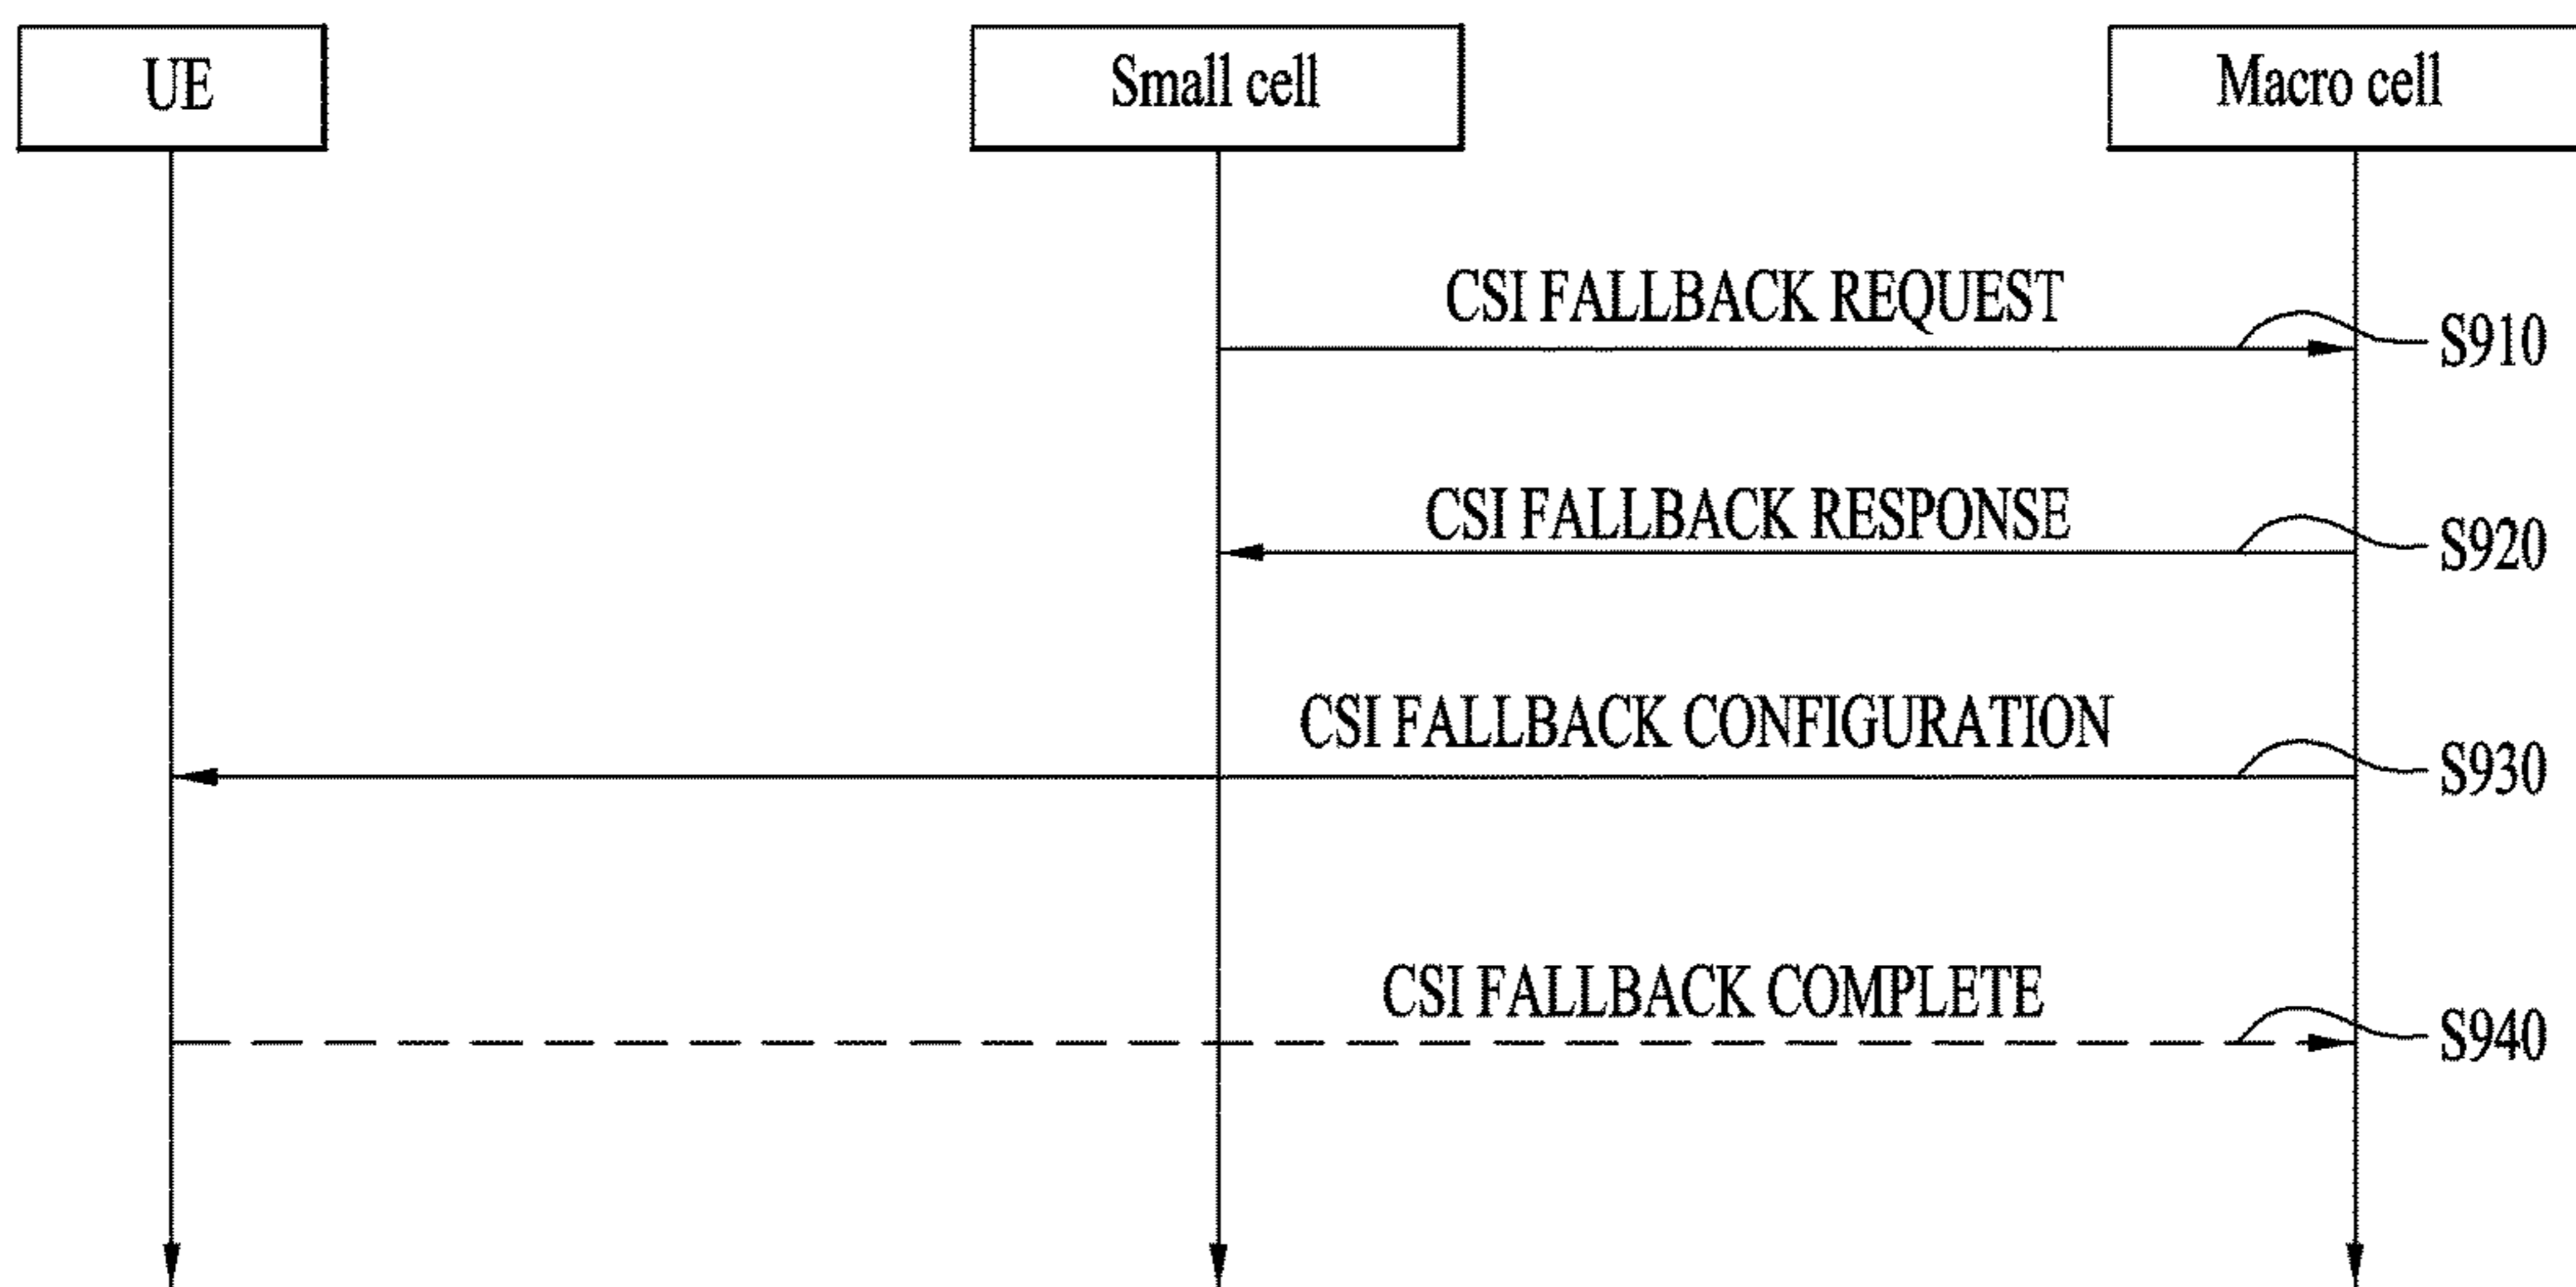 UE
Small cell
Macro cell
CSI FALLBACK REQUEST
S910
CSI FALLBACK RESPONSE
S920
CSI FALLBACK CONFIGURATION
S930
CSI FALLBACK COMPLETE
S940